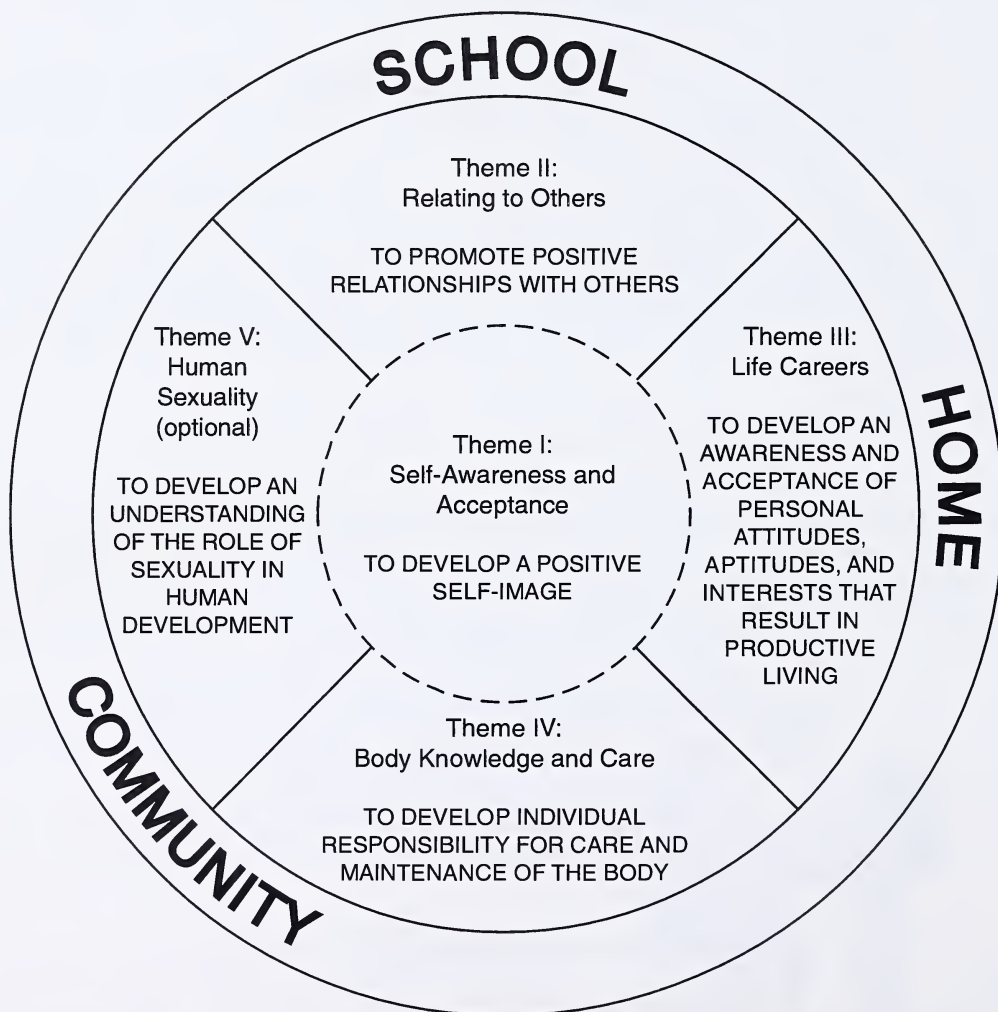 SCHOOL
Theme II:
Relating to Others
TO PROMOTE POSITIVE
RELATIONSHIPS WITH OTHERS
Theme V:
Human
Sexuality
(optional)
TO DEVELOP AN
UNDERSTANDING
OF THE ROLE OF
SEXUALITY IN
HUMAN
DEVELOPMENT
Theme I:
Self-Awareness and
Acceptance
TO DEVELOP A POSITIVE
SELF-IMAGE
Theme III:
Life Careers
TO DEVELOP AN
AWARENESS AND
ACCEPTANCE OF
PERSONAL
ATTITUDES,
APTITUDES, AND
INTERESTS THAT
RESULT IN
PRODUCTIVE
LIVING
HOME
Theme IV:
Body Knowledge and Care
TO DEVELOP INDIVIDUAL
RESPONSIBILITY FOR CARE AND
MAINTENANCE OF THE BODY
COMMUNITY